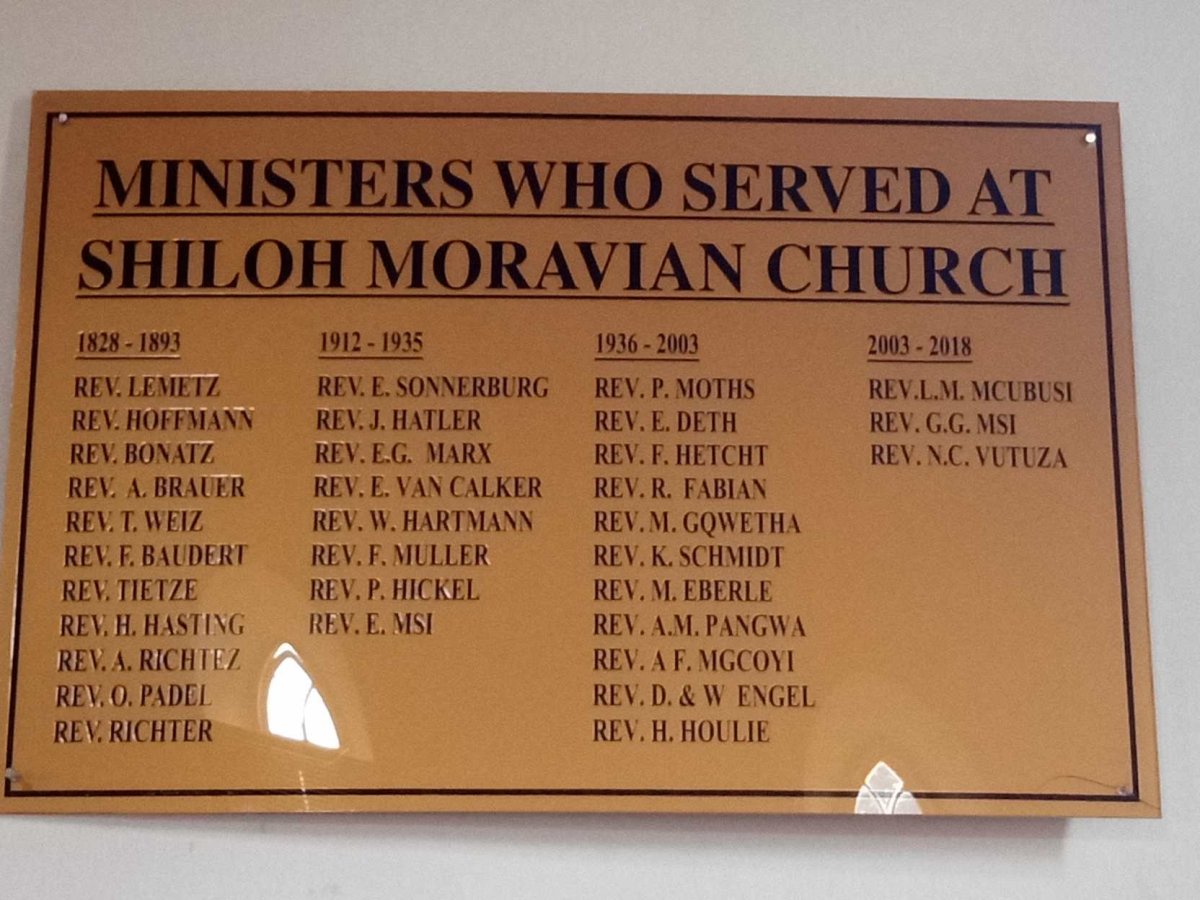 MINISTERS WHO SERVED AT
SHILOH MORAVIAN CHURCH
1828 - 1893
REV. LEMETZ
REV. HOFFMANN
REV. BONATZ
REV. A. BRAUER
REV. T. WEIZ
REV. F. BAUDERT
REV. TIETZE
REV. H. HASTING
REV. A. RICHTEZ
REV. O. PADEL
REV. RICHTER
1912 - 1935
REV. E. SONNERBURG
REV. J. HATLER
REV. E.G. MARX
REV. E. VAN CALKER
REV. W. HARTMANN
REV. F. MULLER
REV. P. HICKEL
REV. E. MSI
1936 - 2003
REV. P. MOTHS
REV. E. DETH
REV. F. HETCHT
REV. R. FABIAN
REV. M. GQWETHA
REV. K. SCHMIDT
REV. M. EBERLE
REV. A.M. PANGWA
REV. A F. MGCOYI
REV. D. & W ENGEL
REV. H. HOULIE
2003 - 2018
REV.L.M. MCUBUSI
REV. G.G. MSI
REV. N.C. VUTUZA